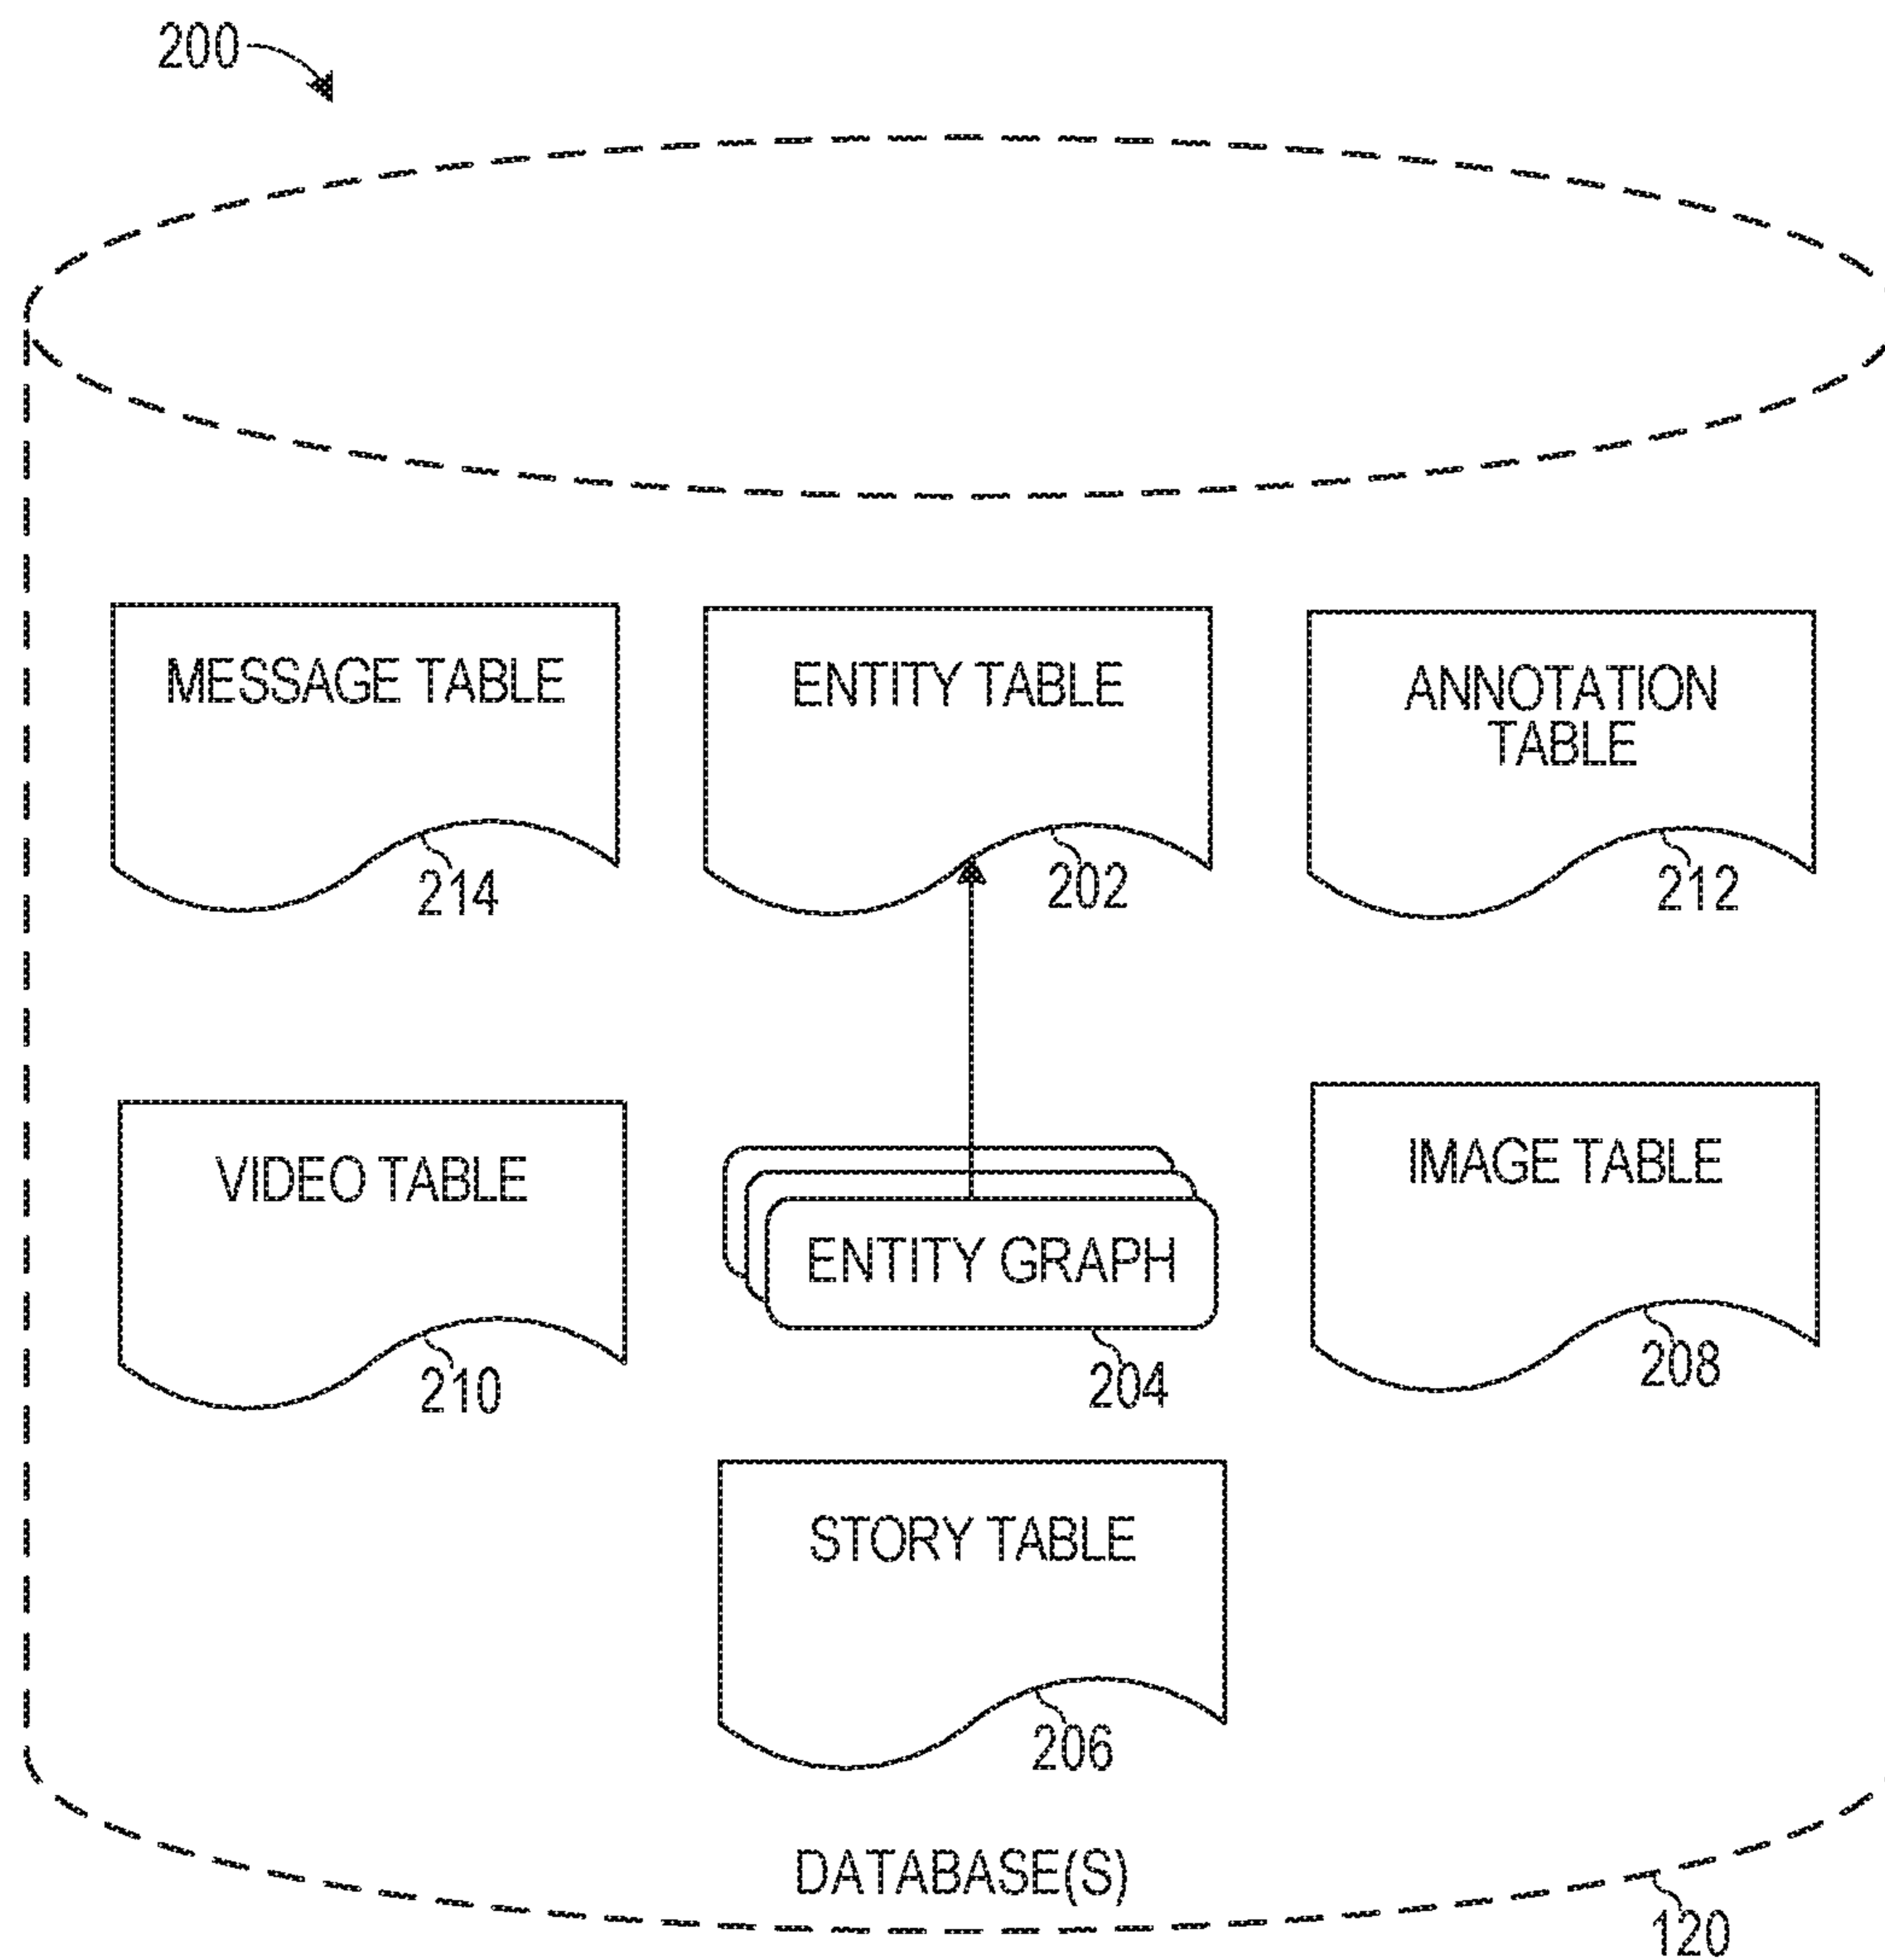 200
MESSAGE TABLE
214
ENTITY TABLE
202
ANNOTATION
TABLE
212
VIDEO TABLE
210
ENTITY GRAPH
204
IMAGE TABLE
208
STORY TABLE
206
DATABASE(S)
120